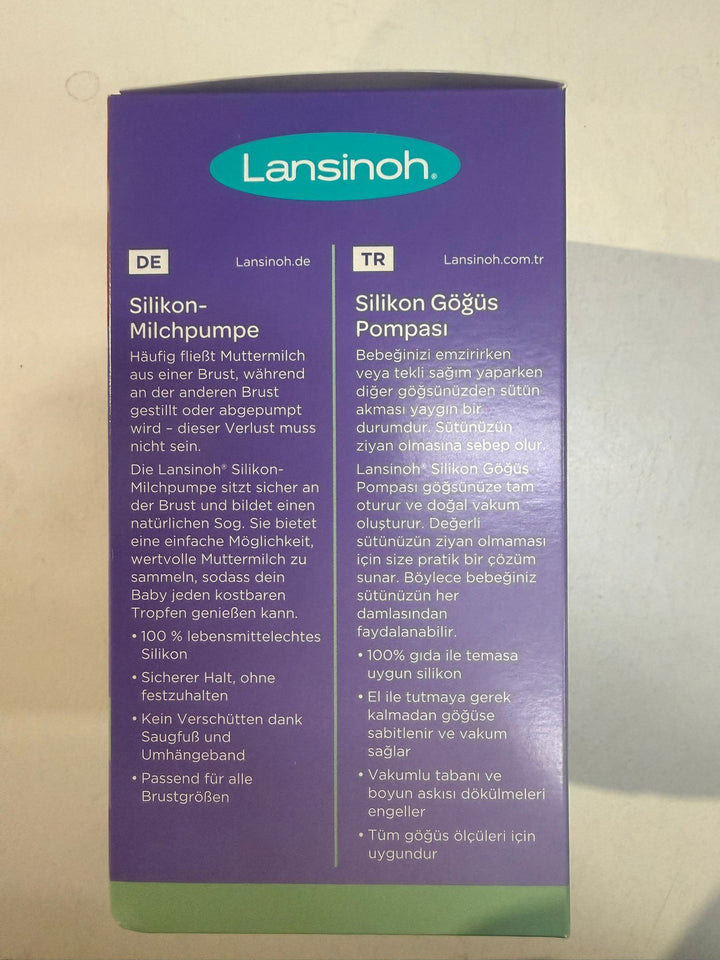 Lansinoh®
DE
Lansinoh.de
Silikon-
Milchpumpe
Häufig fließt Muttermilch
aus einer Brust, während
an der anderen Brust
gestillt oder abgepumpt
wird – dieser Verlust muss
nicht sein.
Die Lansinoh® Silikon-
Milchpumpe sitzt sicher an
der Brust und bildet einen
natürlichen Sog. Sie bietet
eine einfache Möglichkeit,
wertvolle Muttermilch zu
sammeln, sodass dein
Baby jeden kostbaren
Tropfen genießen kann.
• 100 % lebensmittelechtes
Silikon
• Sicherer Halt, ohne
festzuhalten
• Kein Verschütten dank
Saugfuß und
Umhängeband
• Passend für alle
Brustgrößen
TR
Lansinoh.com.tr
Silikon Göğüs
Pompası
Bebeğinizi emzirirken
veya tekli sağım yaparken
diğer göğsünüzden sütün
akması yaygın bir
durumdur. Sütünüzün
ziyan olmasına sebep olur.
Lansinoh® Silikon Göğüs
Pompası göğsünüze tam
oturur ve doğal vakum
oluşturur. Değerli
sütünüzün ziyan olmaması
için size pratik bir çözüm
sunar. Böylece bebeğiniz
sütünüzün her
damlasından
faydalanabilir.
• 100% gıda ile temasa
uygun silikon
• El ile tutmaya gerek
kalmadan göğüse
sabitlenir ve vakum
sağlar
• Vakumlu tabanı ve
boyun askısı dökülmeleri
engeller
• Tüm göğüs ölçüleri için
uygundur